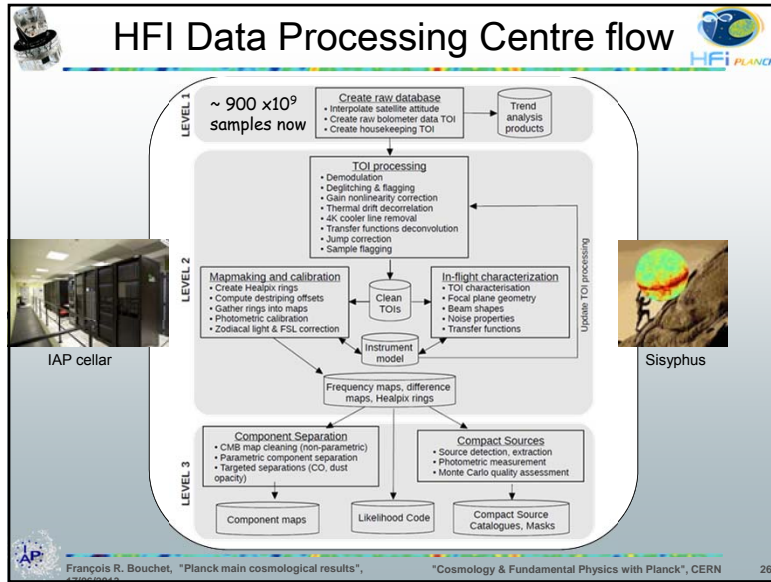 HFI Data Processing Centre flow
HFi PLANCK
LEVEL 1
~ 900 x10⁹
samples now
Create raw database
• Interpolate satellite attitude
• Create raw bolometer data TOI
• Create housekeeping TOI
Trend
analysis
products
LEVEL 2
TOI processing
• Demodulation
• Deglitching & flagging
• Gain nonlinearity correction
• Thermal drift decorrelation
• 4K cooler line removal
• Transfer functions deconvolution
• Jump correction
• Sample flagging
Update TOI processing
Mapmaking and calibration
• Create Healpix rings
• Compute destriping offsets
• Gather rings into maps
• Photometric calibration
• Zodiacal light & FSL correction
Clean
TOIs
In-flight characterization
• TOI characterisation
• Focal plane geometry
• Beam shapes
• Noise properties
• Transfer functions
Instrument
model
IAP cellar
Sisyphus
Frequency maps, difference
maps, Healpix rings
LEVEL 3
Component Separation
• CMB map cleaning (non-parametric)
• Parametric component separation
• Targeted separations (CO, dust
opacity)
Compact Sources
• Source detection, extraction
• Photometric measurement
• Monte Carlo quality assessment
Component maps
Likelihood Code
Compact Source
Catalogues, Masks
IAP
François R. Bouchet, "Planck main cosmological results",
"Cosmology & Fundamental Physics with Planck", CERN
26